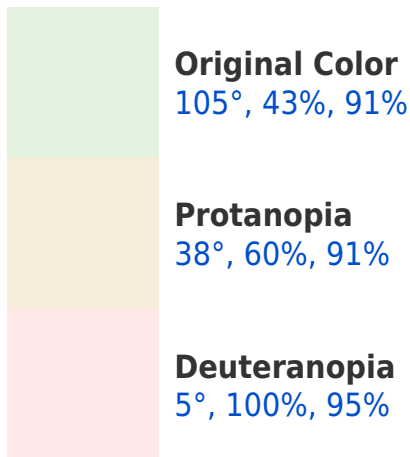 Original Color
105°, 43%, 91%
Protanopia
38°, 60%, 91%
Deuteranopia
5°, 100%, 95%